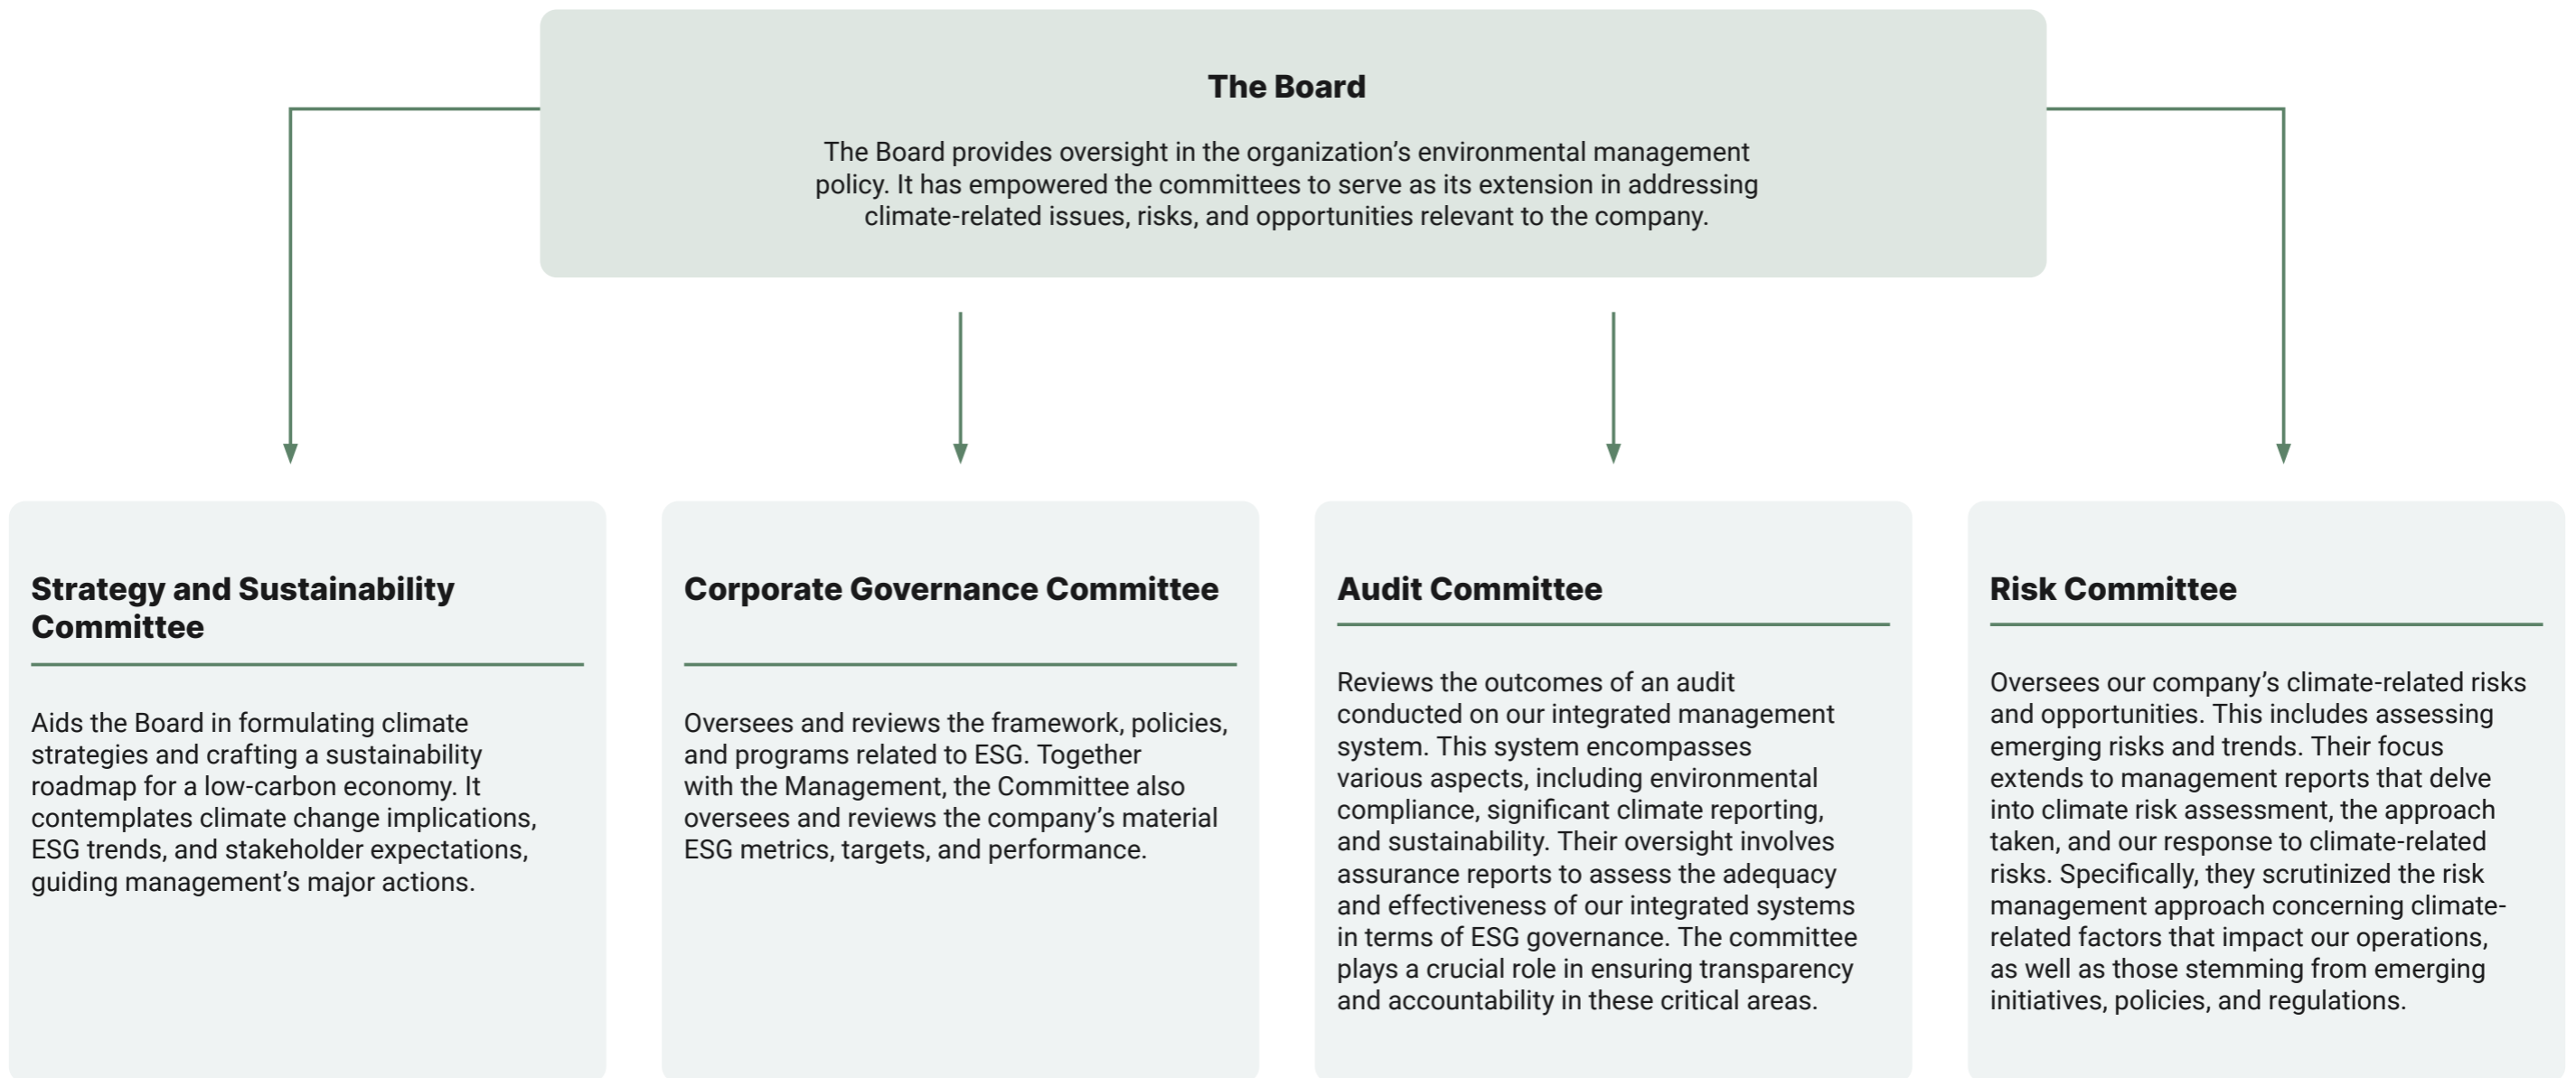 The Board
The Board provides oversight in the organization’s environmental management
policy. It has empowered the committees to serve as its extension in addressing
climate-related issues, risks, and opportunities relevant to the company.
Strategy and Sustainability
Committee
Aids the Board in formulating climate
strategies and crafting a sustainability
roadmap for a low-carbon economy. It
contemplates climate change implications,
ESG trends, and stakeholder expectations,
guiding management’s major actions.
Corporate Governance Committee
Oversees and reviews the framework, policies,
and programs related to ESG. Together
with the Management, the Committee also
oversees and reviews the company’s material
ESG metrics, targets, and performance.
Audit Committee
Reviews the outcomes of an audit
conducted on our integrated management
system. This system encompasses
various aspects, including environmental
compliance, significant climate reporting,
and sustainability. Their oversight involves
assurance reports to assess the adequacy
and effectiveness of our integrated systems
in terms of ESG governance. The committee
plays a crucial role in ensuring transparency
and accountability in these critical areas.
Risk Committee
Oversees our company’s climate-related risks
and opportunities. This includes assessing
emerging risks and trends. Their focus
extends to management reports that delve
into climate risk assessment, the approach
taken, and our response to climate-related
risks. Specifically, they scrutinized the risk
management approach concerning climate-
related factors that impact our operations,
as well as those stemming from emerging
initiatives, policies, and regulations.